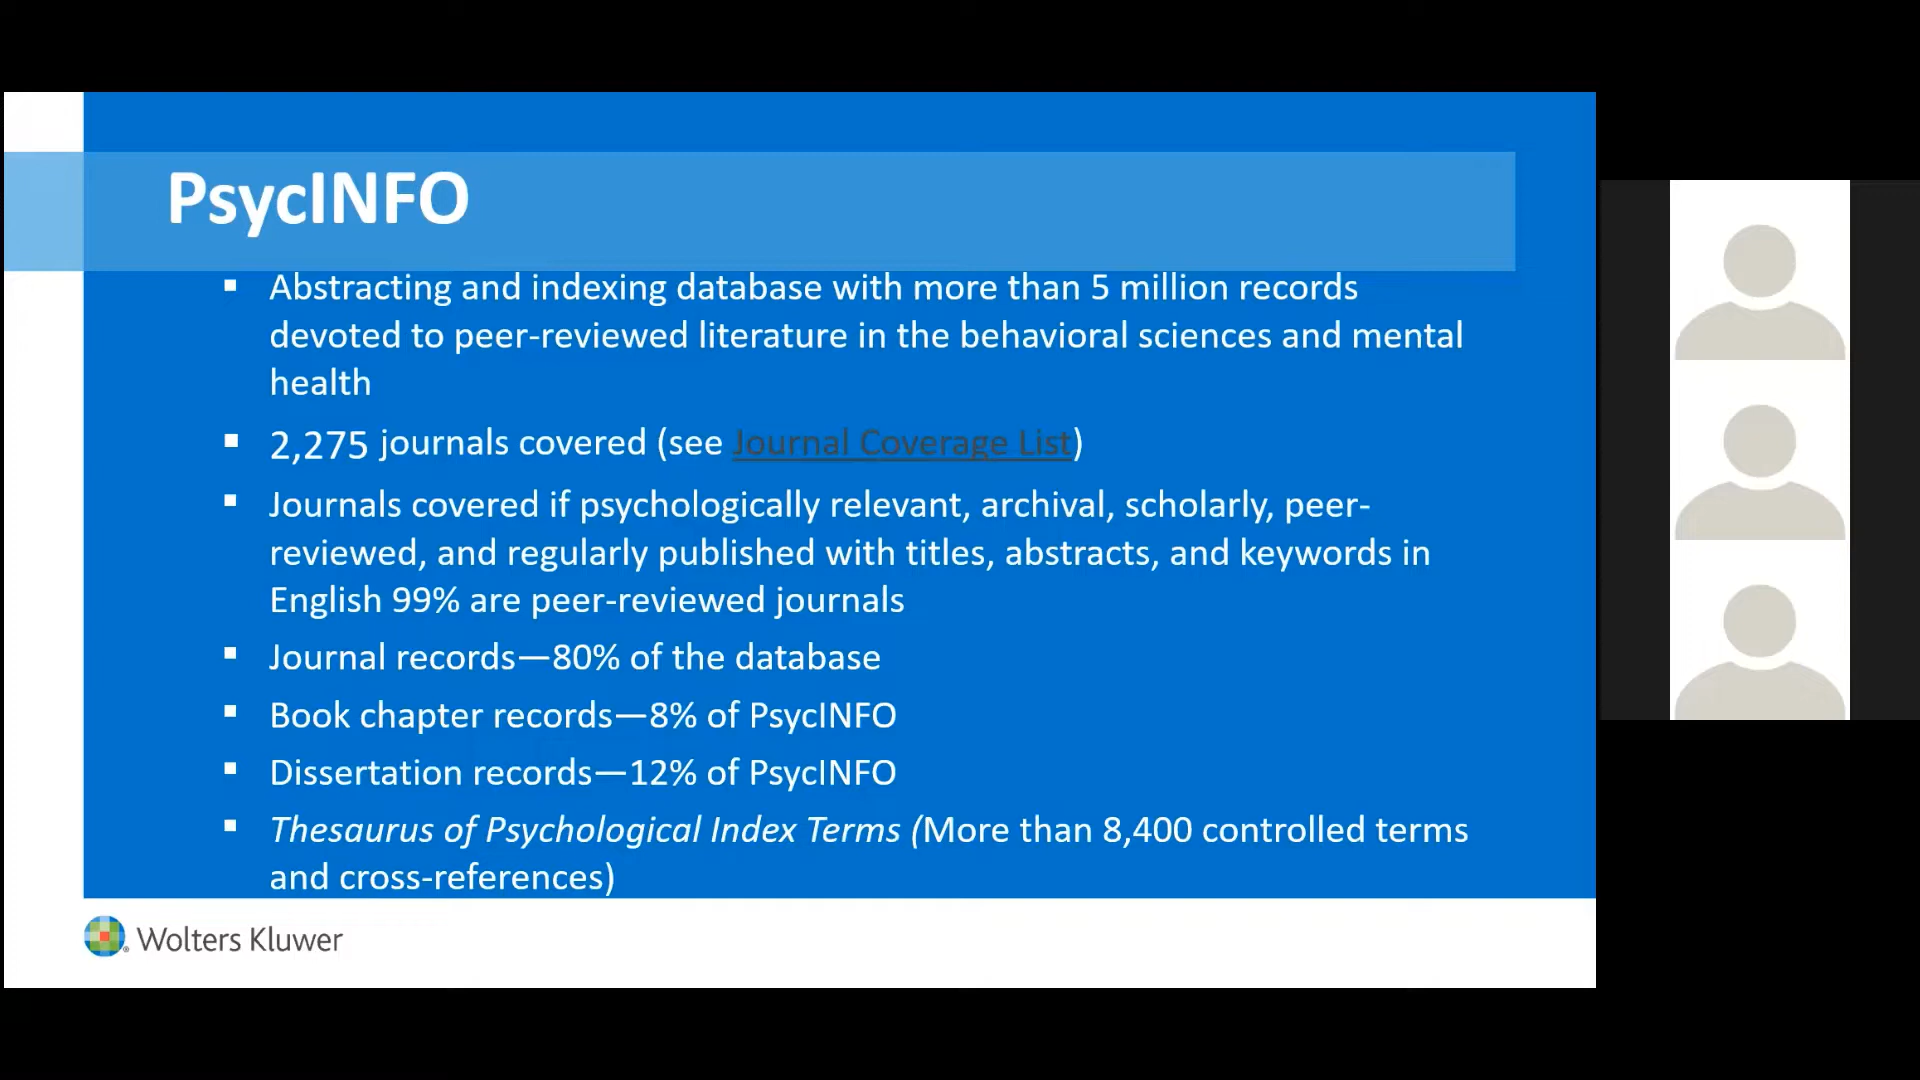 PsycINFO
▪ Abstracting and indexing database with more than 5 million records
devoted to peer-reviewed literature in the behavioral sciences and mental
health
▪ 2,275 journals covered (see Journal Coverage List)
▪ Journals covered if psychologically relevant, archival, scholarly, peer-
reviewed, and regularly published with titles, abstracts, and keywords in
English 99% are peer-reviewed journals
▪ Journal records—80% of the database
▪ Book chapter records—8% of PsycINFO
▪ Dissertation records—12% of PsycINFO
▪ Thesaurus of Psychological Index Terms (More than 8,400 controlled terms
and cross-references)
Wolters Kluwer